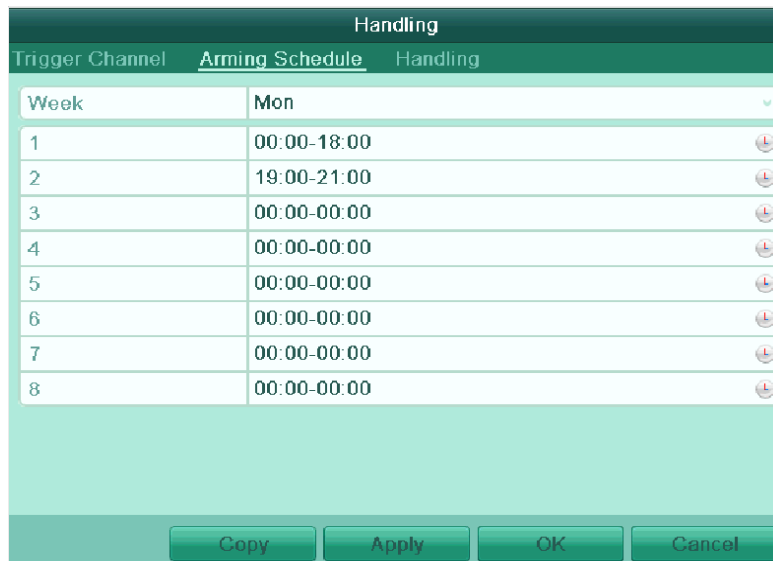 Handling
Trigger Channel Arming Schedule Handling
Week Mon
1 00:00-18:00
2 19:00-21:00
3 00:00-00:00
4 00:00-00:00
5 00:00-00:00
6 00:00-00:00
7 00:00-00:00
8 00:00-00:00
Copy Apply OK Cancel